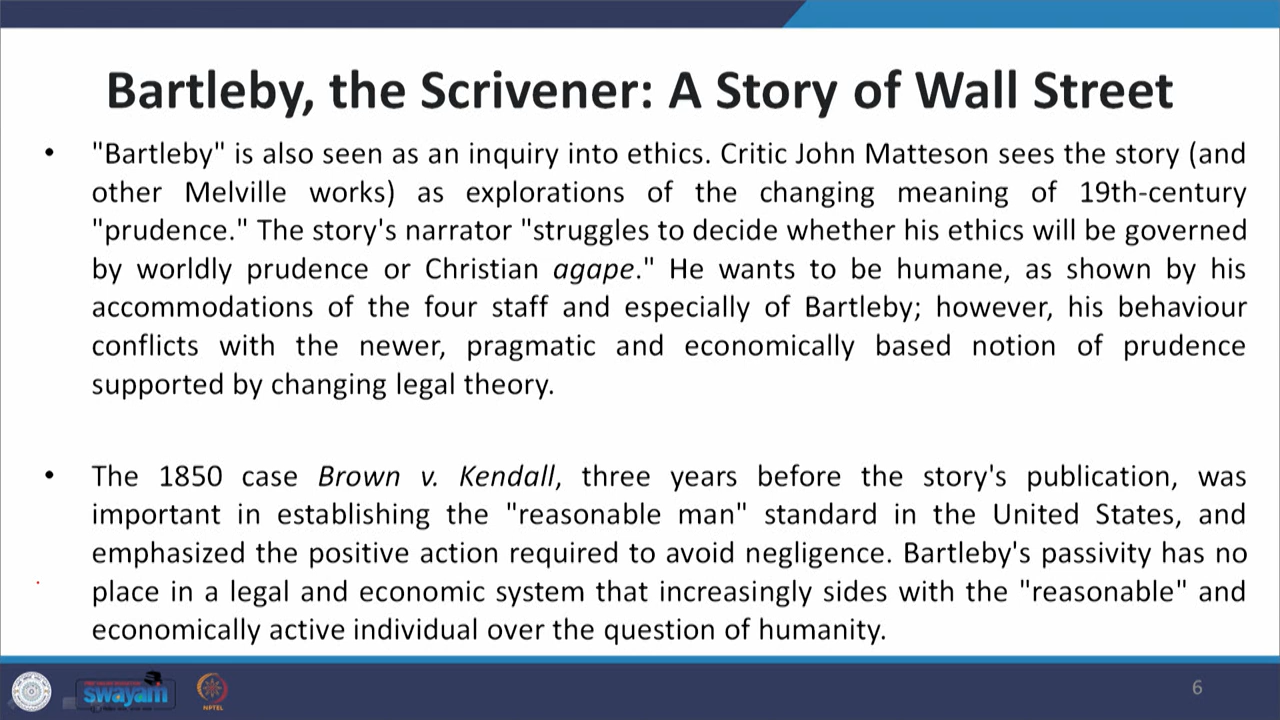 Bartleby, the Scrivener: A Story of Wall Street
• "Bartleby" is also seen as an inquiry into ethics. Critic John Matteson sees the story (and
other Melville works) as explorations of the changing meaning of 19th-century
"prudence." The story's narrator "struggles to decide whether his ethics will be governed
by worldly prudence or Christian agape." He wants to be humane, as shown by his
accommodations of the four staff and especially of Bartleby; however, his behaviour
conflicts with the newer, pragmatic and economically based notion of prudence
supported by changing legal theory.
• The 1850 case Brown v. Kendall, three years before the story's publication, was
important in establishing the "reasonable man" standard in the United States, and
emphasized the positive action required to avoid negligence. Bartleby's passivity has no
place in a legal and economic system that increasingly sides with the "reasonable" and
economically active individual over the question of humanity.
swayam
NPTEL
6